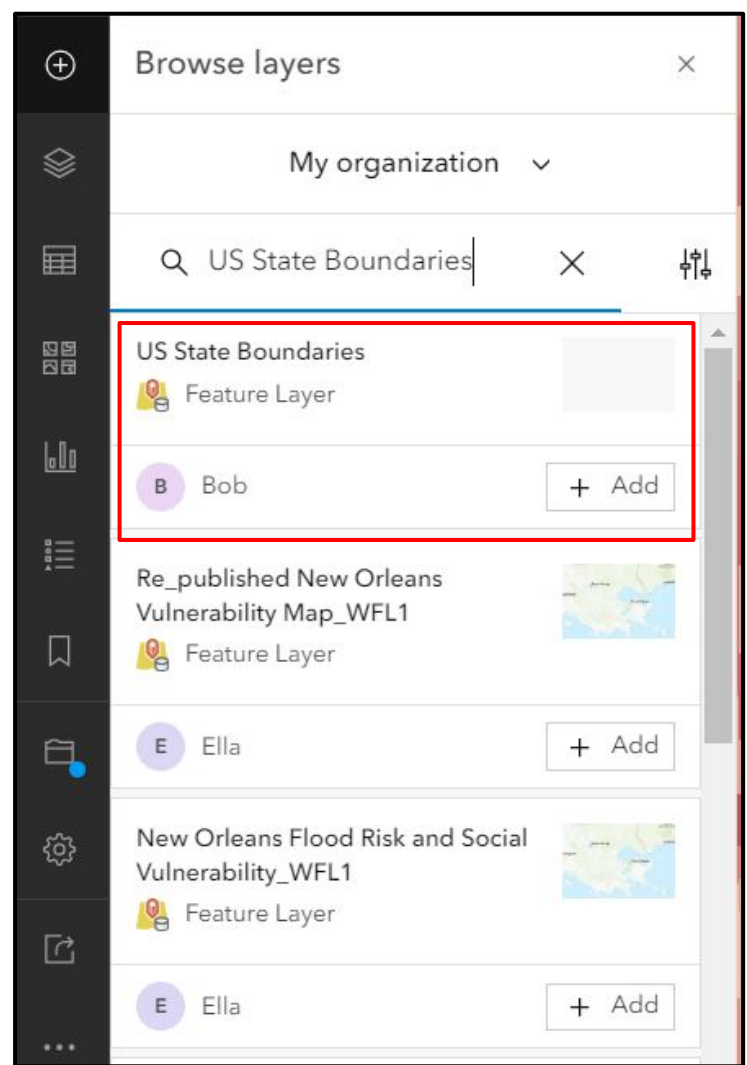 Browse layers
My organization
US State Boundaries
US State Boundaries
Feature Layer
B Bob
+ Add
Re_published New Orleans
Vulnerability Map_WFL1
Feature Layer
E Ella
+ Add
New Orleans Flood Risk and Social
Vulnerability_WFL1
Feature Layer
E Ella
+ Add